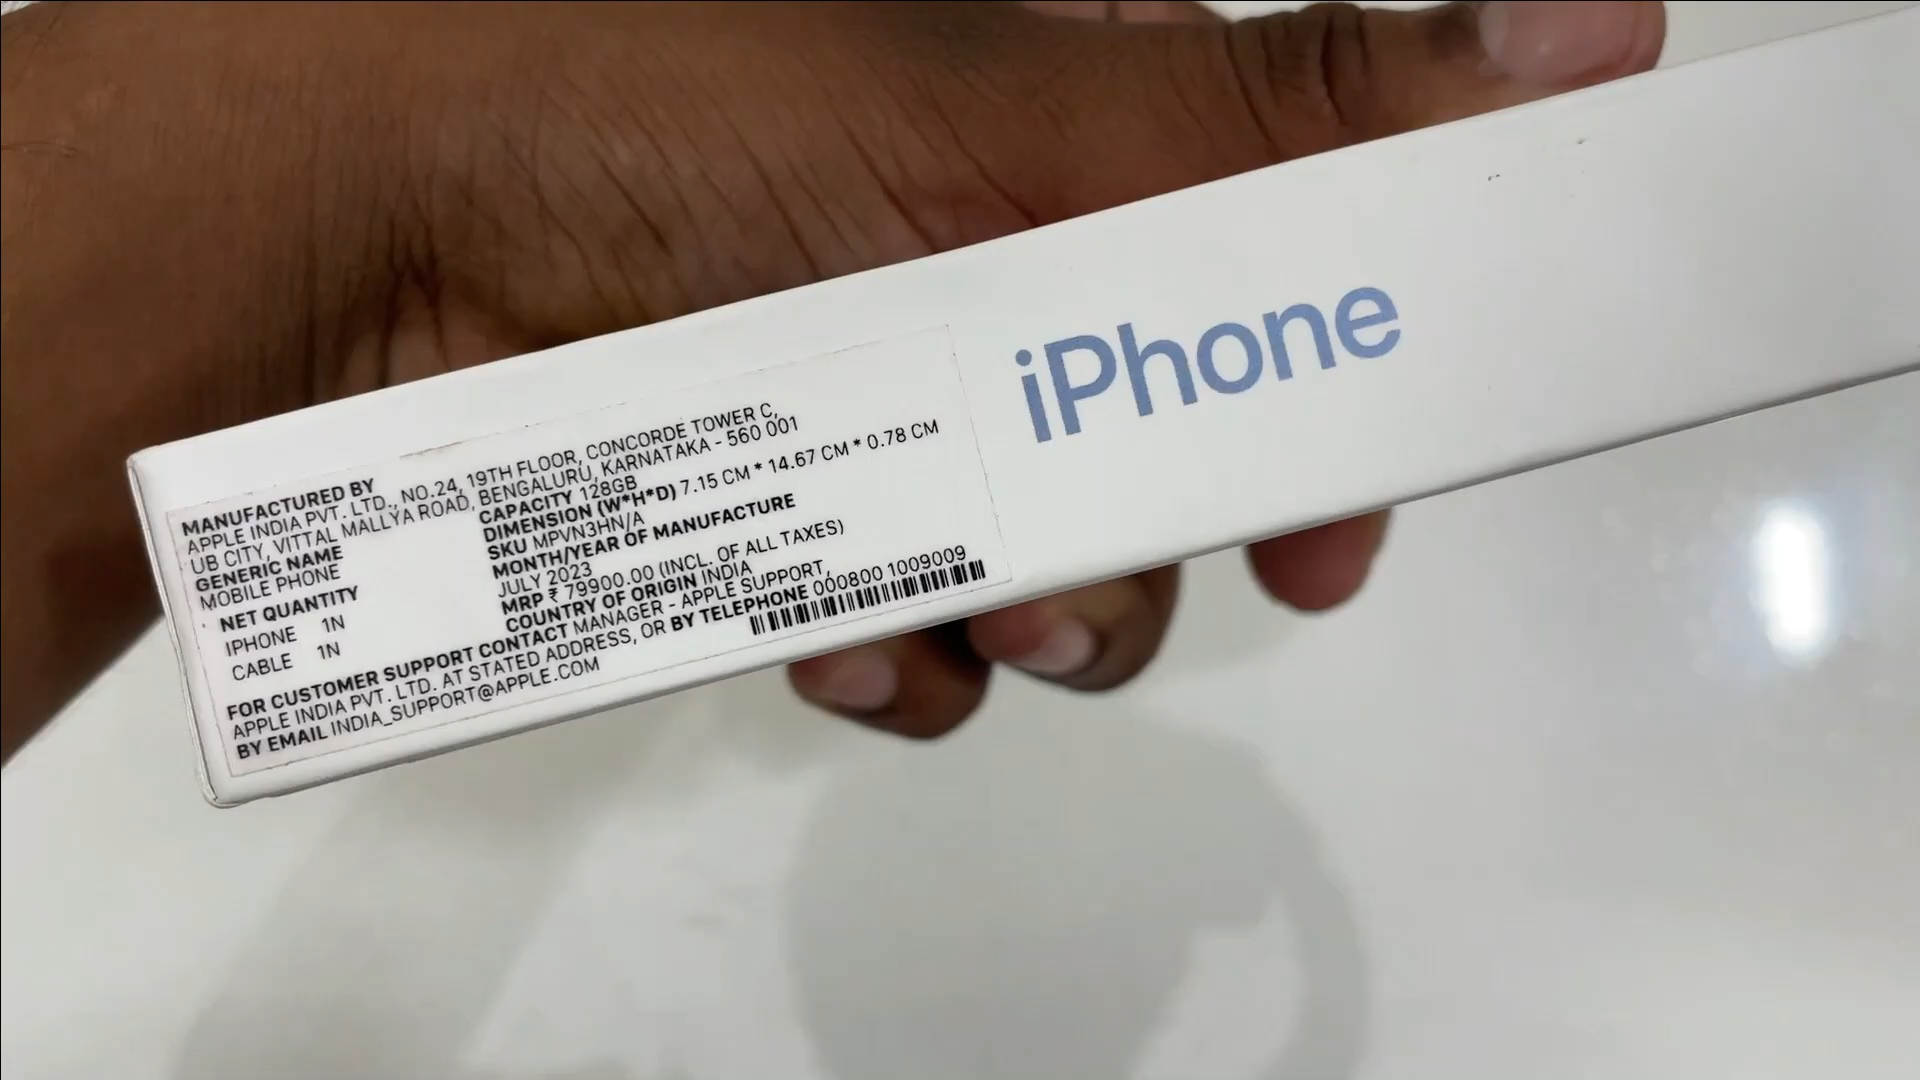 MANUFACTURED BY
APPLE INDIA PVT. LTD., NO.24, 19TH FLOOR, CONCORDE TOWER C,
UB CITY, VITTAL MALLYA ROAD, BENGALURU, KARNATAKA - 560 001
GENERIC NAME
MOBILE PHONE
NET QUANTITY
IPHONE 1N
CABLE 1N
CAPACITY 128GB
DIMENSION (W*H*D) 7.15 CM * 14.67 CM * 0.78 CM
SKU MPVN3HN/A
MONTH/YEAR OF MANUFACTURE
JULY 2023
MRP ₹ 79900.00 (INCL. OF ALL TAXES)
COUNTRY OF ORIGIN INDIA
FOR CUSTOMER SUPPORT CONTACT MANAGER - APPLE SUPPORT,
APPLE INDIA PVT. LTD. AT STATED ADDRESS, OR BY TELEPHONE 000800 1009009
BY EMAIL INDIA_SUPPORT@APPLE.COM
iPhone